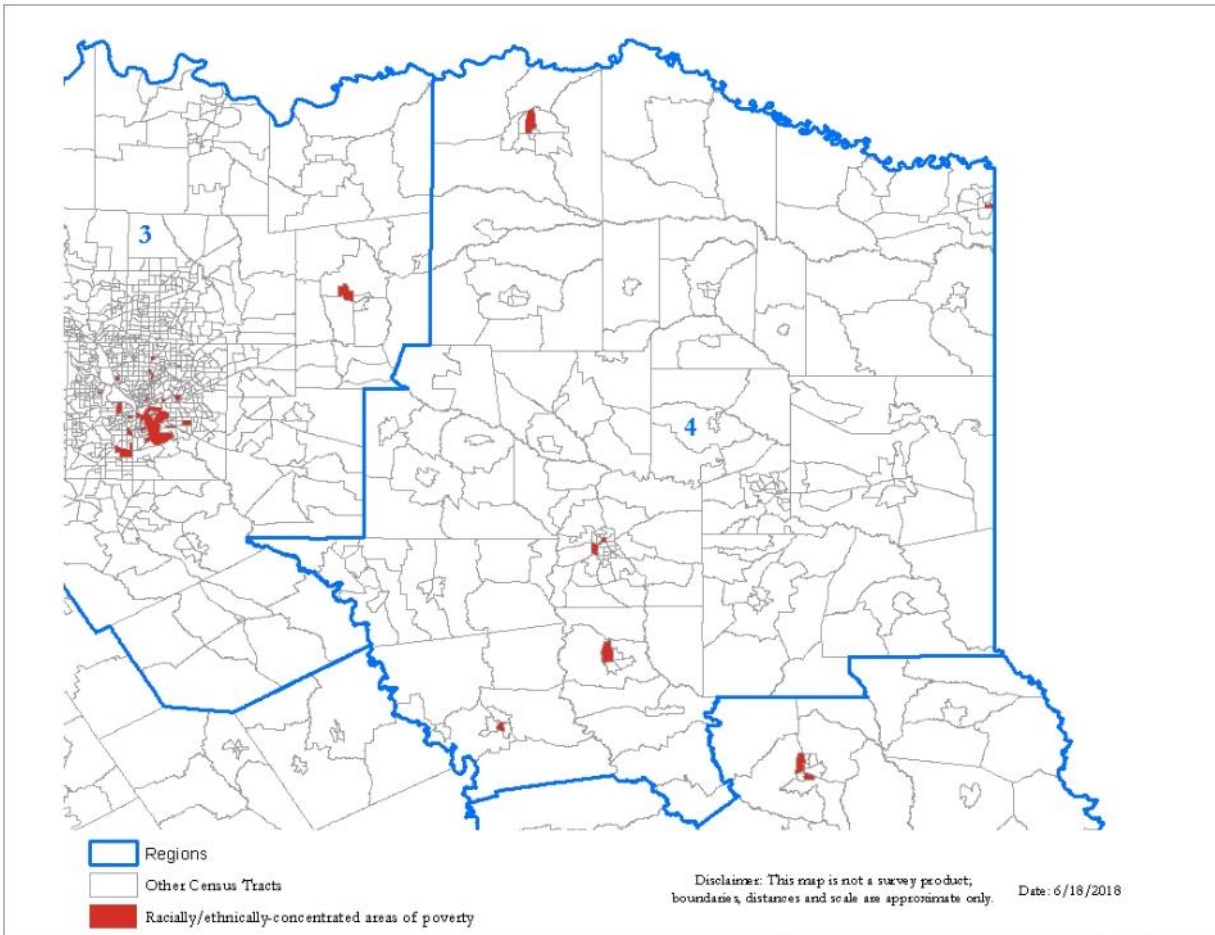 3
4
Regions
Other Census Tracts
Racially/ethnically-concentrated areas of poverty
Disclaimer: This map is not a survey product;
boundaries, distances and scale are approximate only.
Date: 6/18/2018